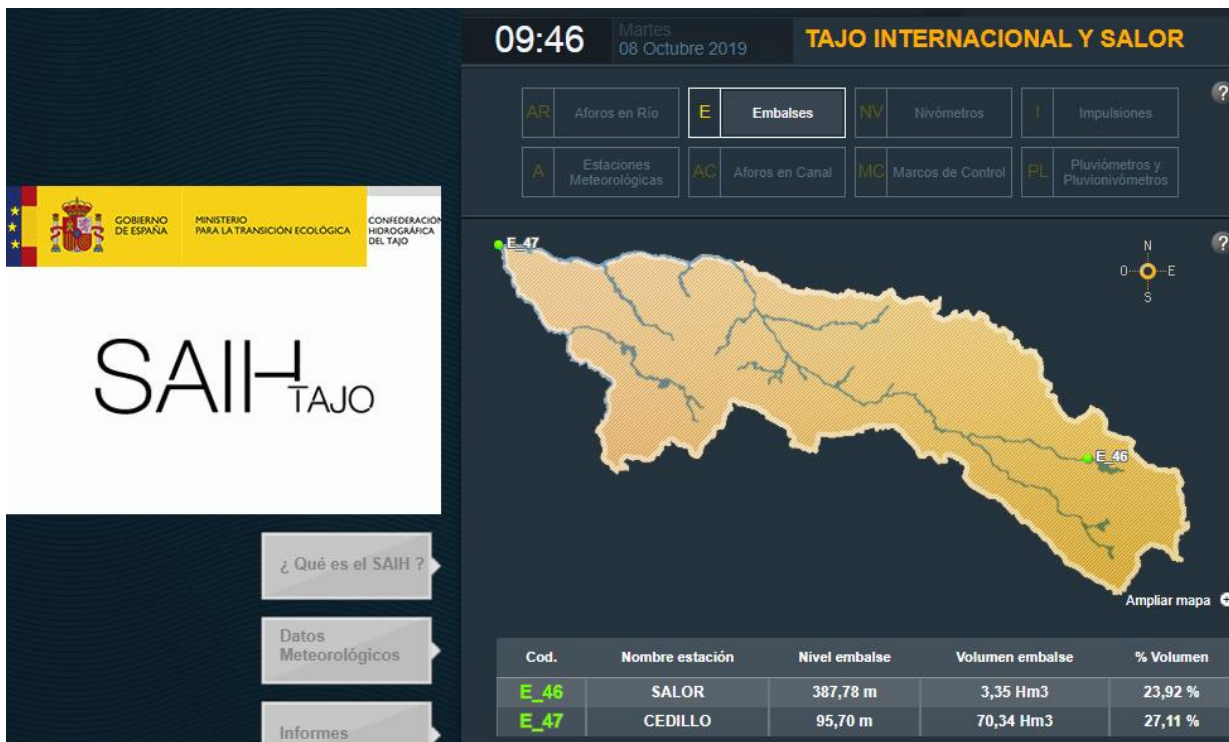 09:46
Martes
08 Octubre 2019
TAJO INTERNACIONAL Y SALOR
AR Aforos en Río
E Embalses
NV Nivómetros
I Impulsiones
?
A Estaciones
Meteorológicas
AC Aforos en Canal
MC Marcos de Control
PL Pluviómetros y
Pluvionivómetros
GOBIERNO
DE ESPAÑA
MINISTERIO
PARA LA TRANSICIÓN ECOLÓGICA
CONFEDERACIÓN
HIDROGRÁFICA
DEL TAJO
SAIH TAJO
¿ Qué es el SAIH ?
Datos
Meteorológicos
Informes
E_47
?
N
O E
S
E_46
Ampliar mapa
Cod. Nombre estación Nivel embalse Volumen embalse % Volumen
E_46 SALOR 387,78 m 3,35 Hm3 23,92 %
E_47 CEDILLO 95,70 m 70,34 Hm3 27,11 %